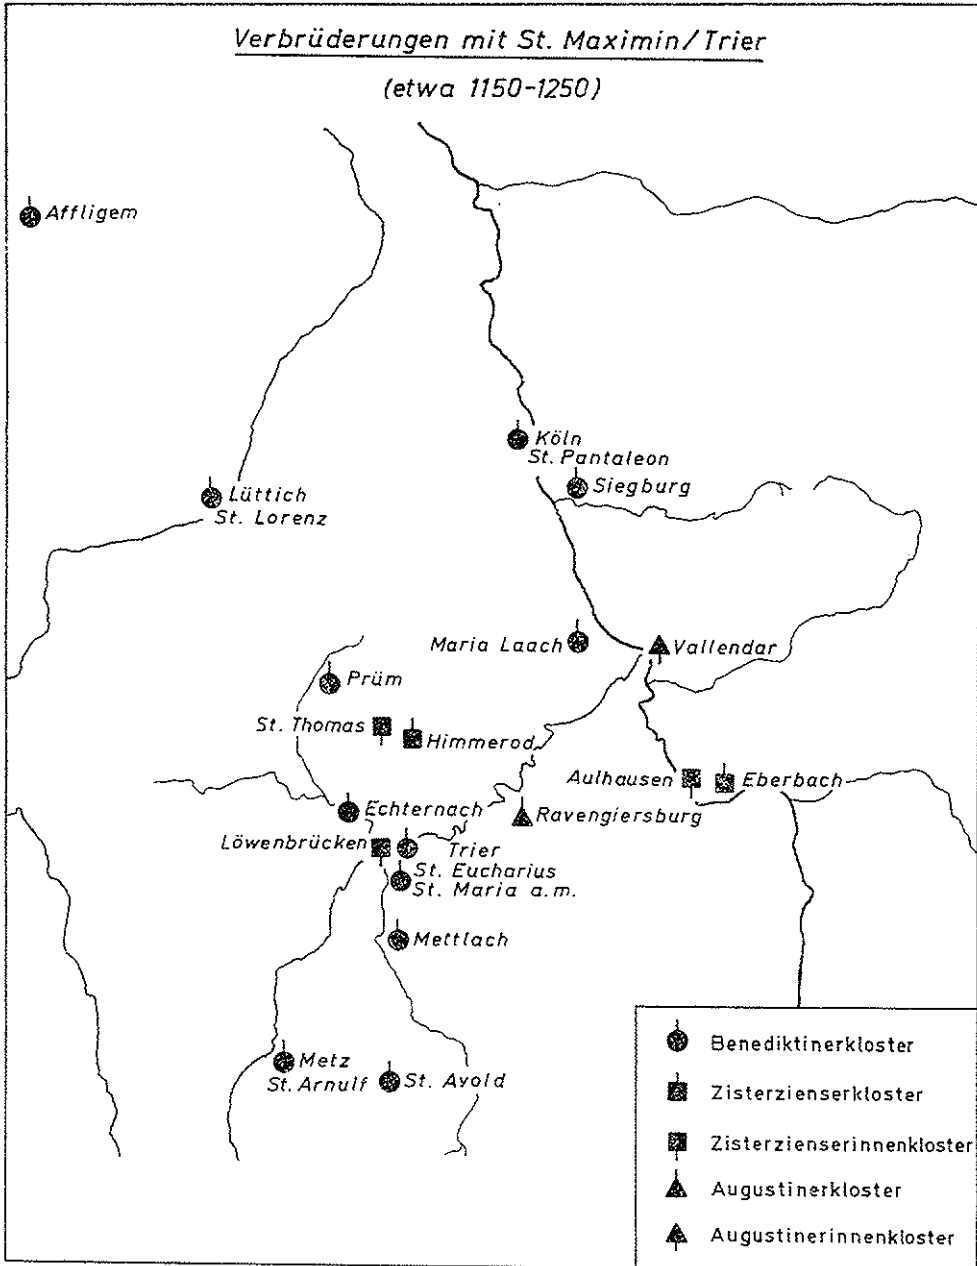 Verbrüderungen mit St. Maximin/Trier
(etwa 1150-1250)
Affligem
Köln
St. Pantaleon
Siegburg
Lüttich
St. Lorenz
Maria Laach
Vallendar
Prüm
St. Thomas
Himmerod
Aulhausen
Eberbach
Echternach
Ravengiersburg
Löwenbrücken
Trier
St. Eucharius
St. Maria a.m.
Mettlach
Metz
St. Arnulf
St. Avold
Benediktinerkloster
Zisterzienserkloster
Zisterzienserinnenkloster
Augustinerkloster
Augustinerinnenkloster